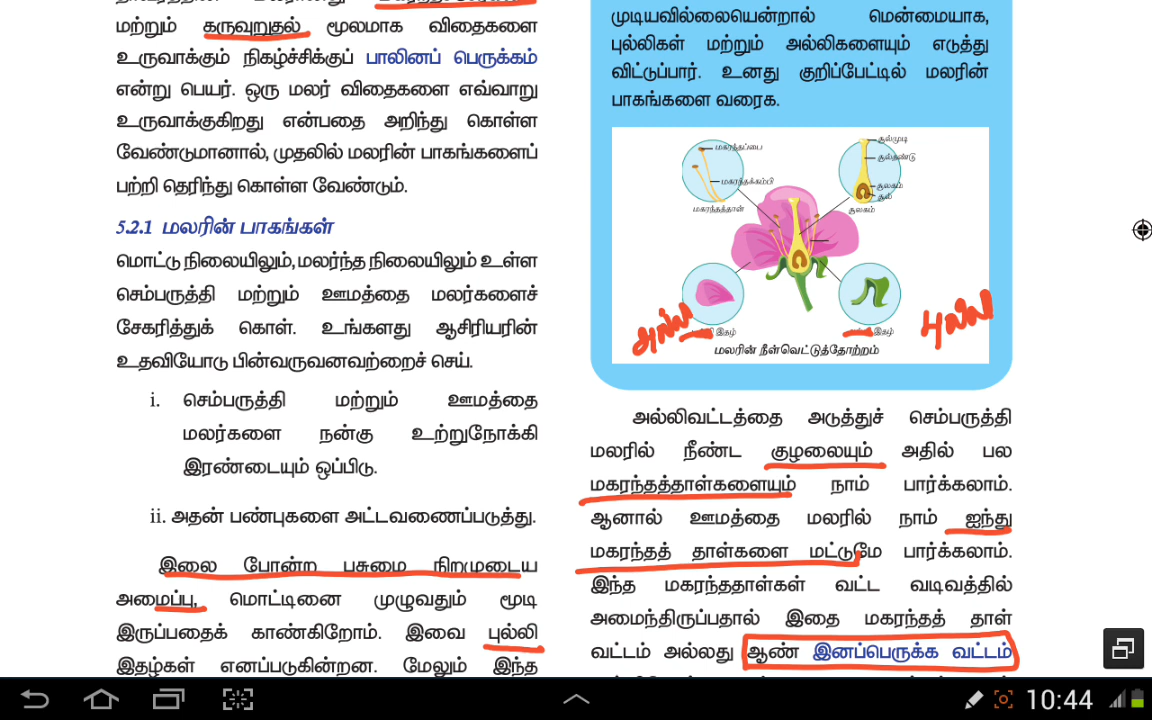 மற்றும் கருவுறுதல் மூலமாக விதைகளை
உருவாக்கும் நிகழ்ச்சிக்குப் பாலினப் பெருக்கம்
என்று பெயர். ஒரு மலர் விதைகளை எவ்வாறு
உருவாக்குகிறது என்பதை அறிந்து கொள்ள
வேண்டுமானால், முதலில் மலரின் பாகங்களைப்
பற்றி தெரிந்து கொள்ள வேண்டும்.
5.2.1 மலரின் பாகங்கள்
மொட்டு நிலையிலும், மலர்ந்த நிலையிலும் உள்ள
செம்பருத்தி மற்றும் ஊமத்தை மலர்களைச்
சேகரித்துக் கொள். உங்களது ஆசிரியரின்
உதவியோடு பின்வருவனவற்றைச் செய்.
i. செம்பருத்தி மற்றும் ஊமத்தை
மலர்களை நன்கு உற்றுநோக்கி
இரண்டையும் ஒப்பிடு.
ii. அதன் பண்புகளை அட்டவணைப்படுத்து.
இலை போன்ற பசுமை நிறமுடைய
அமைப்பு, மொட்டினை முழுவதும் மூடி
இருப்பதைக் காண்கிறோம். இவை புல்லி
இதழ்கள் எனப்படுகின்றன. மேலும் இந்த
முடியவில்லையென்றால் மென்மையாக,
புல்லிகள் மற்றும் அல்லிகளையும் எடுத்து
விட்டுப்பார். உனது குறிப்பேட்டில் மலரின்
பாகங்களை வரைக.
மகரந்தப்பை
மகரந்தக்கம்பி
மகரந்தத்தாள்
சூல்முடி
சூல்தண்டு
சூலகம்
சூல்
சூலகம்
அல்லி
இதழ்
இதழ்
புல்லி
மலரின் நீள்வெட்டுத்தோற்றம்
அல்லிவட்டத்தை அடுத்துச் செம்பருத்தி
மலரில் நீண்ட குழலையும் அதில் பல
மகரந்தத்தாள்களையும் நாம் பார்க்கலாம்.
ஆனால் ஊமத்தை மலரில் நாம் ஐந்து
மகரந்தத் தாள்களை மட்டுமே பார்க்கலாம்.
இந்த மகரந்ததாள்கள் வட்ட வடிவத்தில்
அமைந்திருப்பதால் இதை மகரந்தத் தாள்
வட்டம் அல்லது ஆண் இனப்பெருக்க வட்டம்
10:44